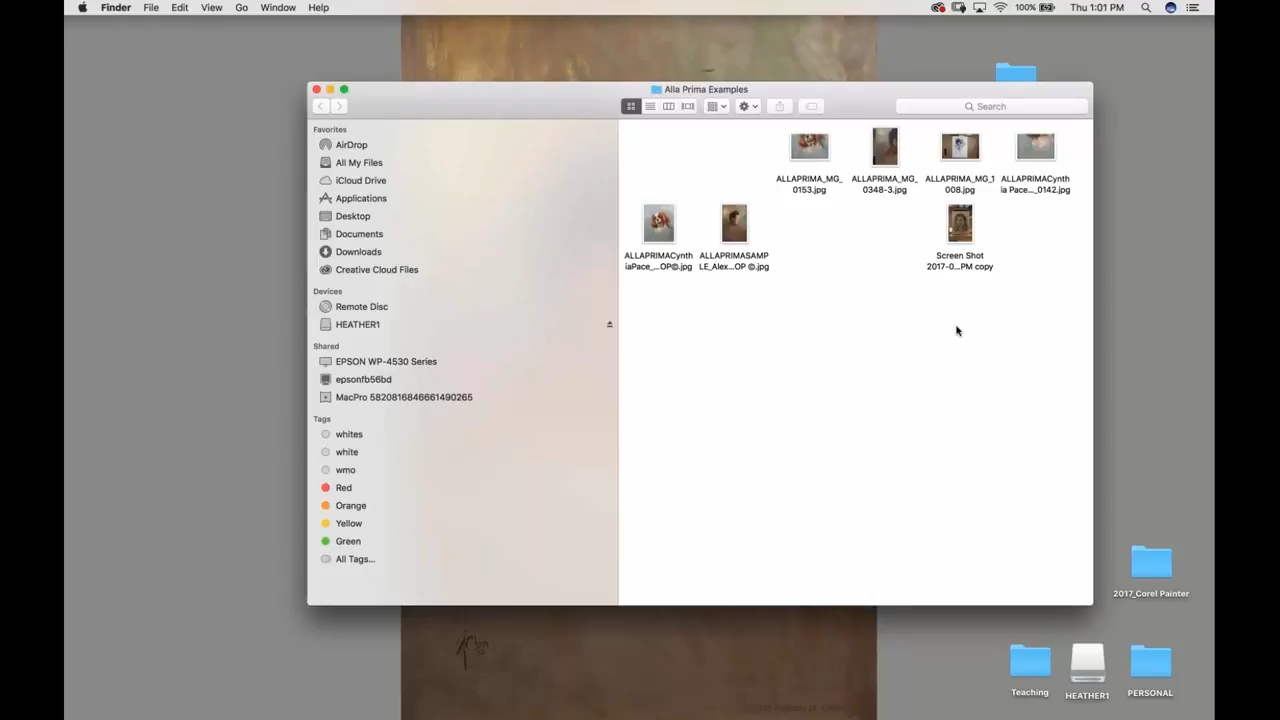 Finder File Edit View Go Window Help 100% Thu 1:01 PM
Alla Prima Examples
Search
Favorites
AirDrop
All My Files
iCloud Drive
Applications
Desktop
Documents
Downloads
Creative Cloud Files
Devices
Remote Disc
HEATHER1
Shared
EPSON WP-4530 Series
epsonfb56bd
MacPro 5820816846661490265
Tags
whites
white
wmo
Red
Orange
Yellow
Green
All Tags...
ALLAPRIMA_MG_
0153.jpg
ALLAPRIMA_MG_
0348-3.jpg
ALLAPRIMA_MG_1
008.jpg
ALLAPRIMACynth
ia Pace..._0142.jpg
ALLAPRIMACynth
iaPace_...OP©.jpg
ALLAPRIMASAMP
LE_Alex...OP ©.jpg
Screen Shot
2017-0...PM copy
2017_Corel Painter
Teaching
HEATHER1
PERSONAL